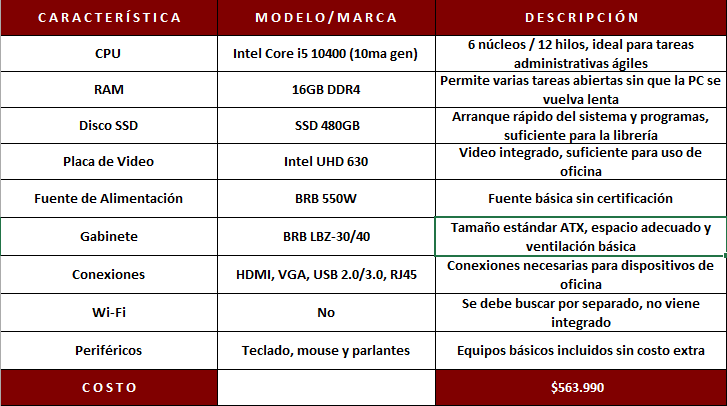 CARACTERÍSTICA MODELO/MARCA DESCRIPCIÓN
CPU Intel Core i5 10400 (10ma gen) 6 núcleos / 12 hilos, ideal para tareas
administrativas ágiles
RAM 16GB DDR4 Permite varias tareas abiertas sin que la PC se
vuelva lenta
Disco SSD SSD 480GB Arranque rápido del sistema y programas,
suficiente para la librería
Placa de Video Intel UHD 630 Video integrado, suficiente para uso de
oficina
Fuente de Alimentación BRB 550W Fuente básica sin certificación
Gabinete BRB LBZ-30/40 Tamaño estándar ATX, espacio adecuado y
ventilación básica
Conexiones HDMI, VGA, USB 2.0/3.0, RJ45 Conexiones necesarias para dispositivos de
oficina
Wi-Fi No Se debe buscar por separado, no viene
integrado
Periféricos Teclado, mouse y parlantes Equipos básicos incluidos sin costo extra
COSTO $563.990